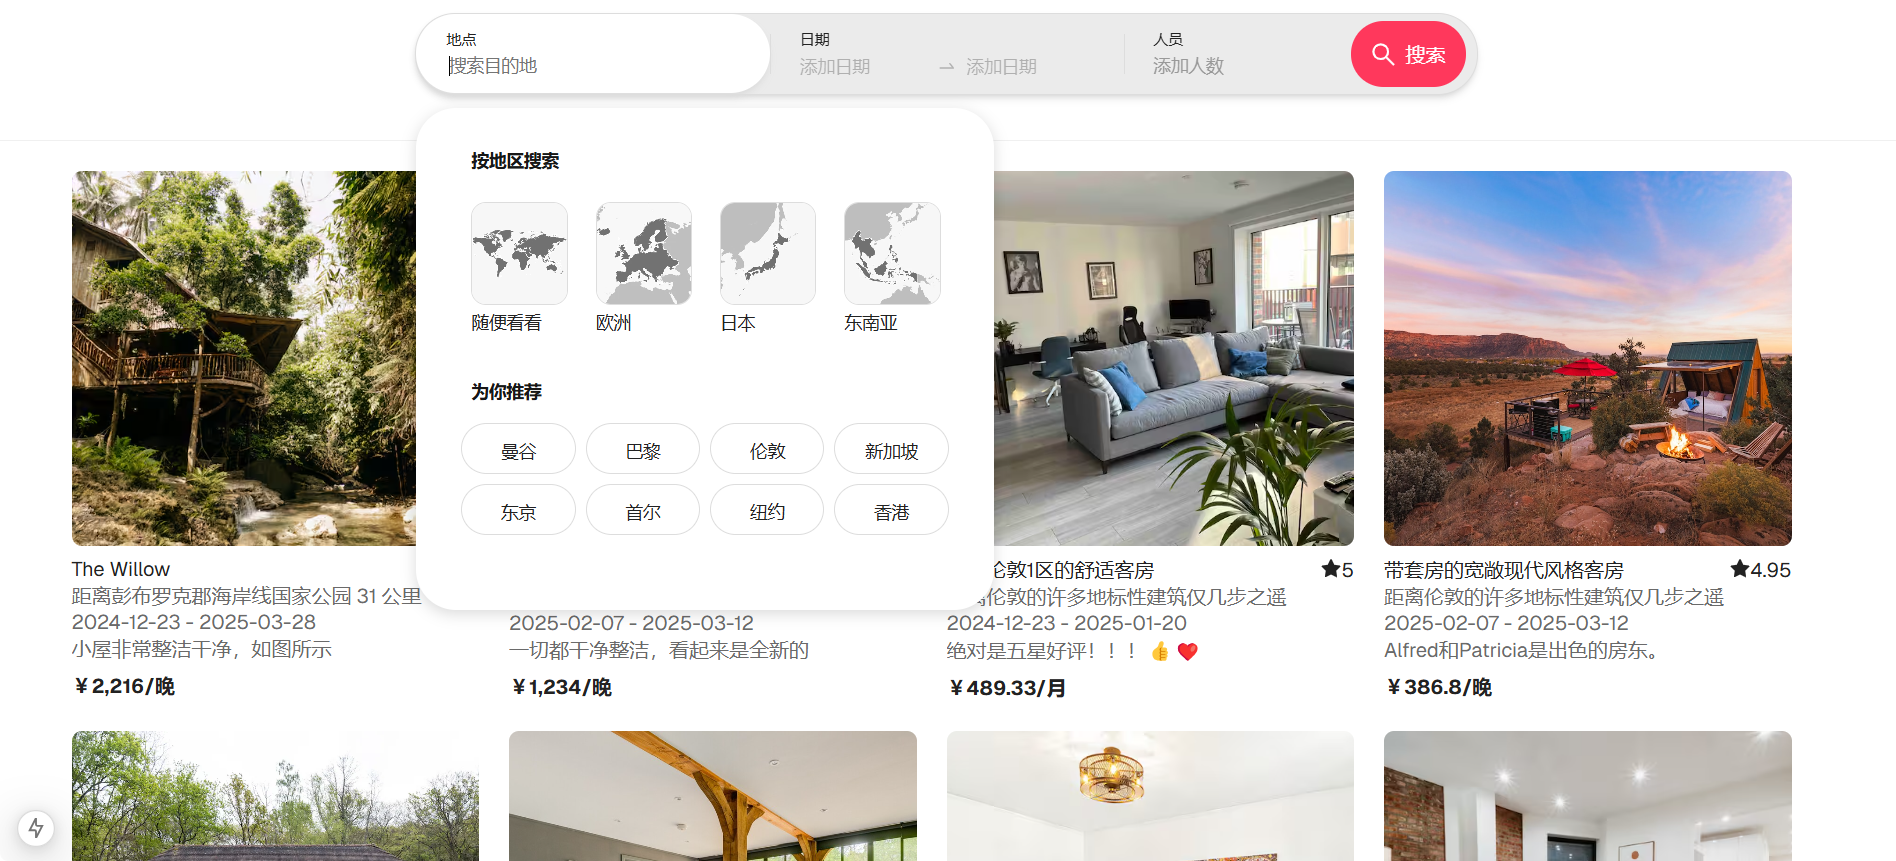 地点
搜索目的地
日期
添加日期
添加日期
人员
添加人数
搜索
按地区搜索
随便看看
欧洲
日本
东南亚
为你推荐
曼谷
巴黎
伦敦
新加坡
东京
首尔
纽约
香港
The Willow
距离彭布罗克郡海岸线国家公园 31 公里
2024-12-23 - 2025-03-28
小屋非常整洁干净，如图所示
¥2,216/晚
2025-02-07 - 2025-03-12
一切都干净整洁，看起来是全新的
¥1,234/晚
伦敦1区的舒适客房
5
伦敦的许多地标性建筑仅几步之遥
2024-12-23 - 2025-01-20
绝对是五星好评！！！👍❤️
¥489.33/月
带套房的宽敞现代风格客房
4.95
距离伦敦的许多地标性建筑仅几步之遥
2025-02-07 - 2025-03-12
Alfred和Patricia是出色的房东。
¥386.8/晚